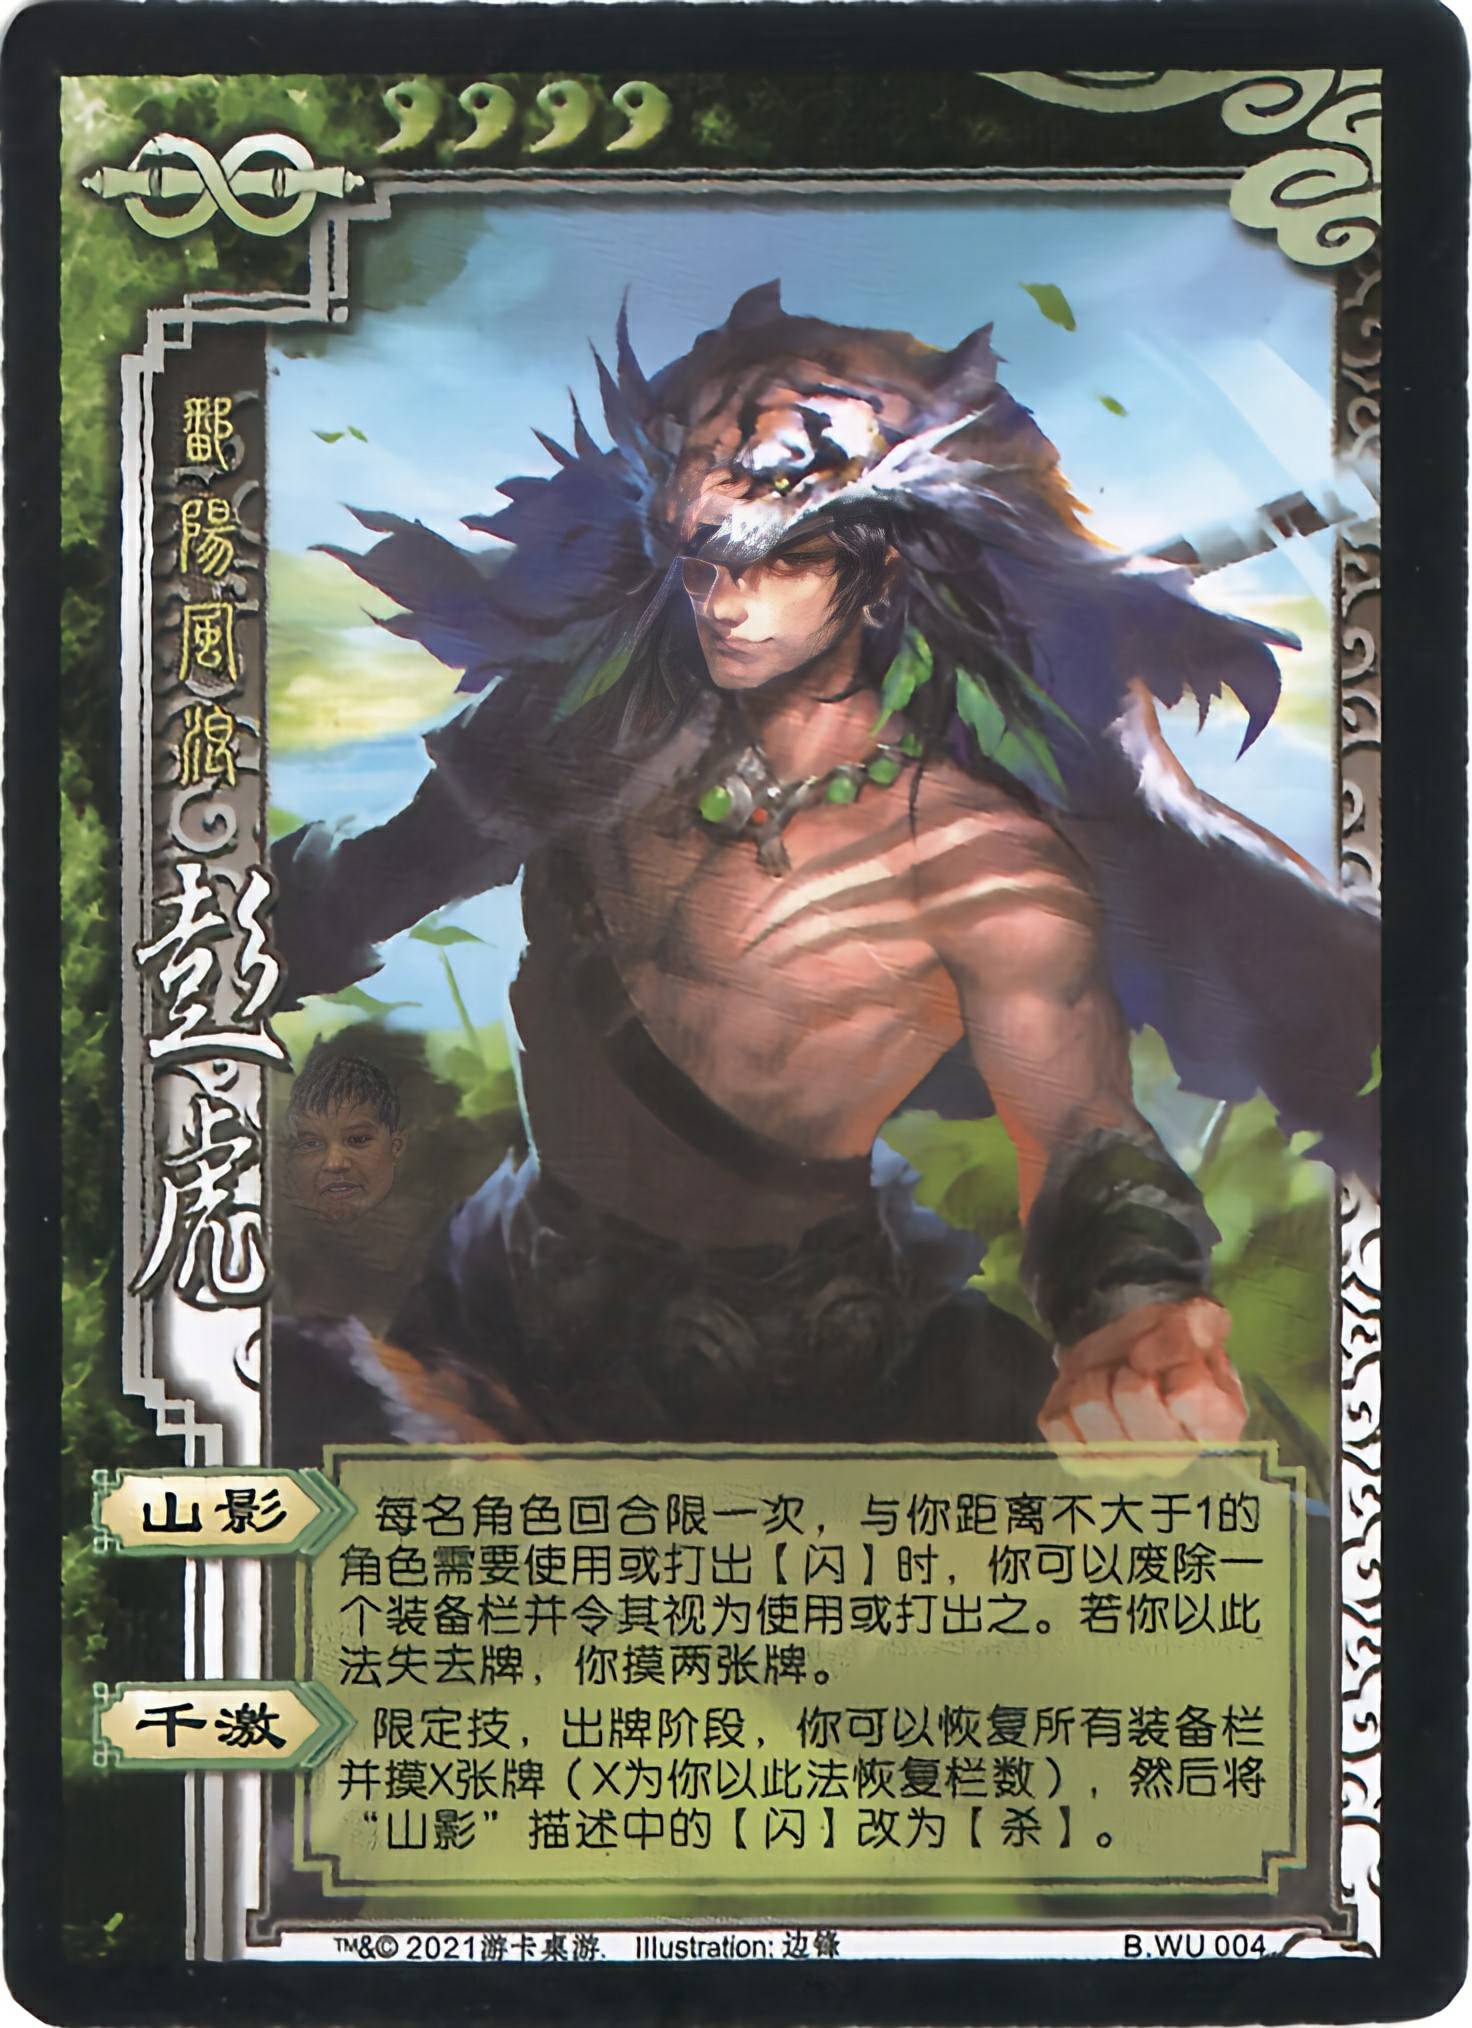 鄱陽風浪
彭虎
山影
每名角色回合限一次，与你距离不大于1的
角色需要使用或打出【闪】时，你可以废除一
个装备栏并令其视为使用或打出之。若你以此
法失去牌，你摸两张牌。
千激
限定技，出牌阶段，你可以恢复所有装备栏
并摸X张牌（X为你以此法恢复栏数），然后将
“山影”描述中的【闪】改为【杀】。
™&© 2021游卡桌游. Illustration: 边锋
B.WU 004